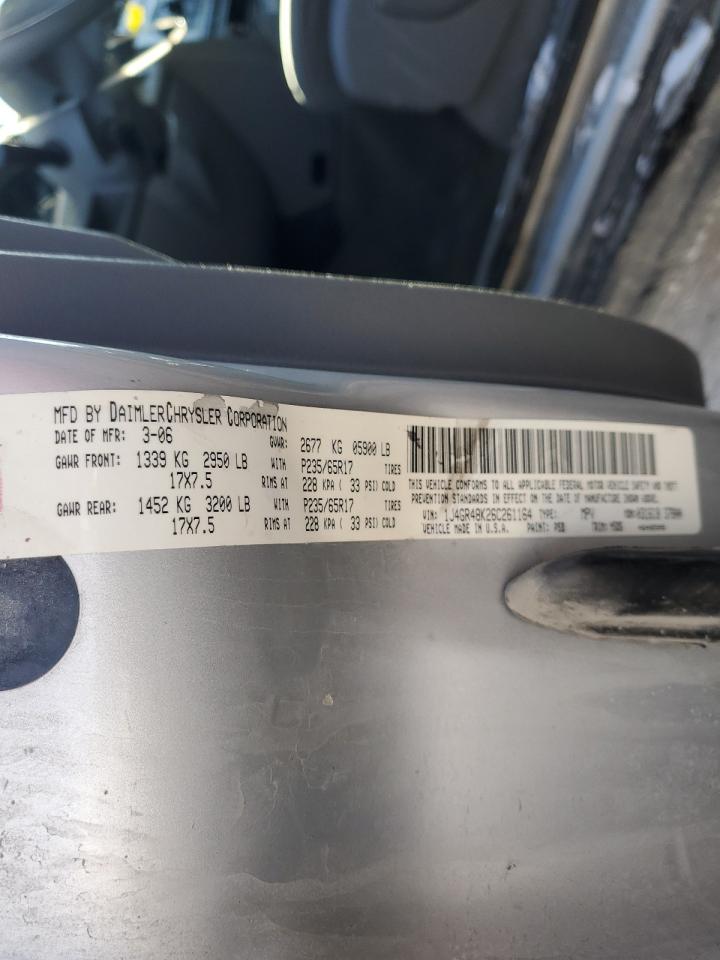 MFD BY DAIMLERCHRYSLER CORPORATION
DATE OF MFR: 3-06 GVWR: 2677 KG 05900 LB
GAWR FRONT: 1339 KG 2950 LB WITH P235/65R17 TIRES
17X7.5 RIMS AT 228 KPA ( 33 PSI) COLD
GAWR REAR: 1452 KG 3200 LB WITH P235/65R17 TIRES
17X7.5 RIMS AT 228 KPA ( 33 PSI) COLD
THIS VEHICLE CONFORMS TO ALL APPLICABLE FEDERAL MOTOR VEHICLE SAFETY AND THEFT
PREVENTION STANDARDS IN EFFECT ON THE DATE OF MANUFACTURE SHOWN ABOVE.
VIN: 1J4GR48K26C261164 TYPE: MPV
VEHICLE MADE IN U.S.A. PAINT: PSB TRIM: